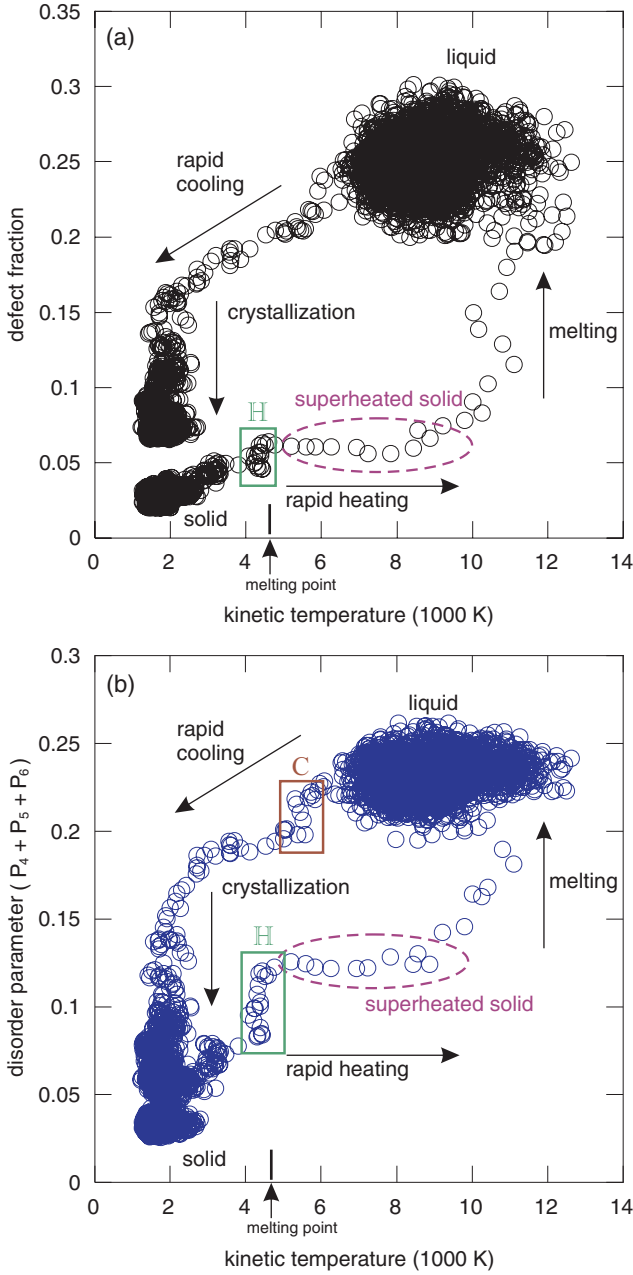 (a)
liquid
rapid
cooling
crystallization
melting
ℍ
superheated solid
rapid heating
solid
melting point
defect fraction
0.35
0.3
0.25
0.2
0.15
0.1
0.05
0
0 2 4 6 8 10 12 14
kinetic temperature (1000 K)
(b)
liquid
rapid
cooling
C
crystallization
melting
ℍ
superheated solid
rapid heating
solid
melting point
disorder parameter ( P4 + P5 + P6 )
0.3
0.25
0.2
0.15
0.1
0.05
0
0 2 4 6 8 10 12 14
kinetic temperature (1000 K)